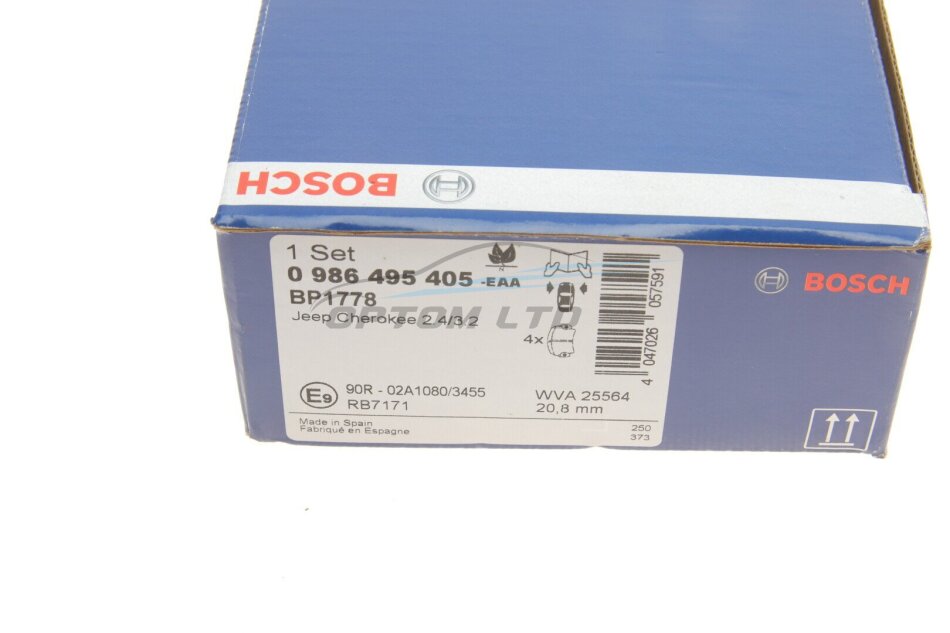 BOSCH
1 Set
0 986 495 405 -EAA
BP1778
Jeep Cherokee 2.4/3.2
OPTOM LTD
4x
4 047026 057591
BOSCH
E9
90R - 02A1080/3455
RB7171
WVA 25564
20,8 mm
Made in Spain
Fabriqué en Espagne
250
373